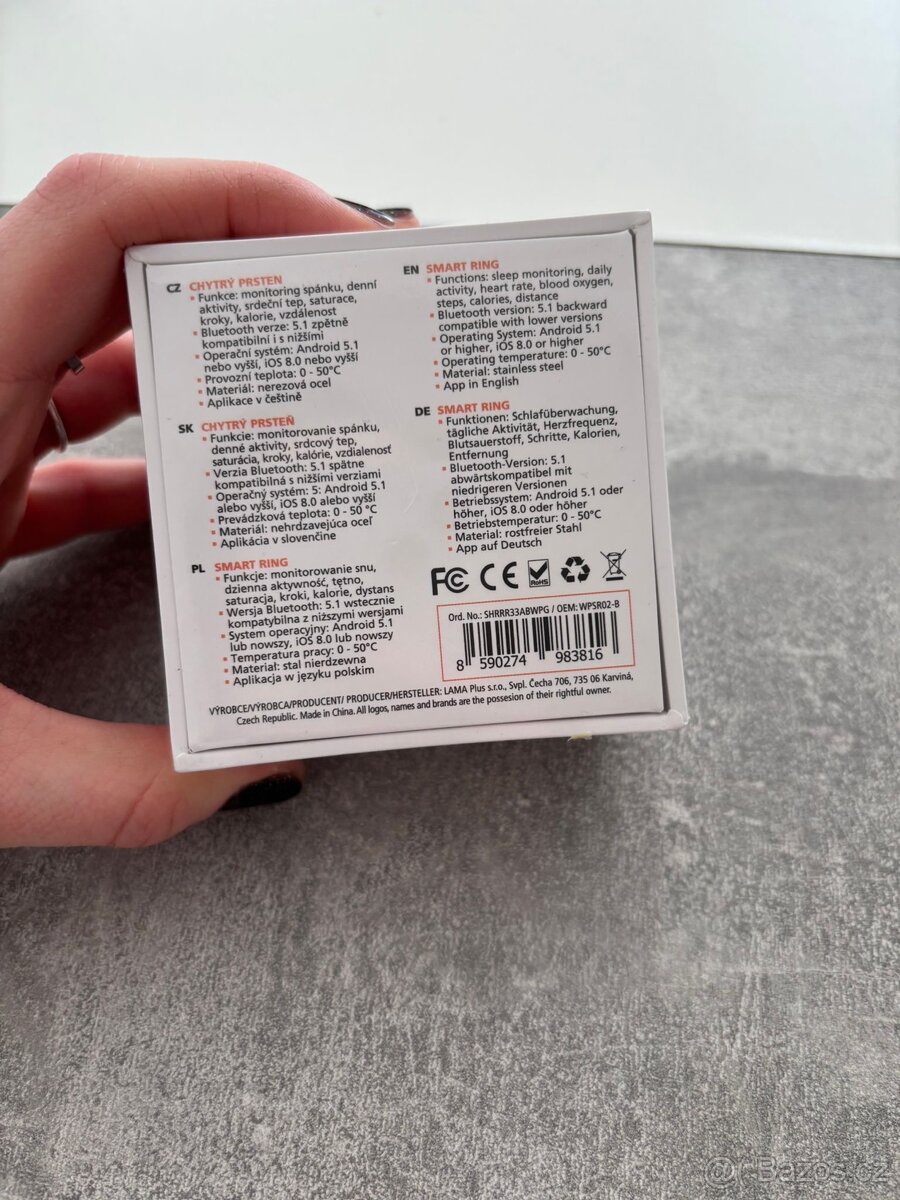 CZ CHYTRÝ PRSTEN
Funkce: monitoring spánku, denní
aktivity, srdeční tep, saturace,
kroky, kalorie, vzdálenost
Bluetooth verze: 5.1 zpětně
kompatibilní i s nižšími
Operační systém: Android 5.1
nebo vyšší, iOS 8.0 nebo vyšší
Provozní teplota: 0 - 50°C
Materiál: nerezová ocel
Aplikace v češtině
SK CHYTRÝ PRSTEŇ
Funkcie: monitorovanie spánku,
denné aktivity, srdcový tep,
saturácia, kroky, kalórie, vzdialenosť
Verzia Bluetooth: 5.1 spätne
kompatibilná s nižšími verziami
Operačný systém: 5: Android 5.1
alebo vyšší, iOS 8.0 alebo vyšší
Prevádzková teplota: 0 - 50 °C
Materiál: nehrdzavejúca oceľ
Aplikácia v slovenčine
PL SMART RING
Funkcje: monitorowanie snu,
dzienna aktywność, tętno,
saturacja, kroki, kalorie, dystans
Wersja Bluetooth: 5.1 wstecznie
kompatybilna z niższymi wersjami
System operacyjny: Android 5.1
lub nowszy, iOS 8.0 lub nowszy
Temperatura pracy: 0 - 50°C
Materiał: stal nierdzewna
Aplikacja w języku polskim
EN SMART RING
Functions: sleep monitoring, daily
activity, heart rate, blood oxygen,
steps, calories, distance
Bluetooth version: 5.1 backward
compatible with lower versions
Operating System: Android 5.1
or higher, iOS 8.0 or higher
Operating temperature: 0 - 50°C
Material: stainless steel
App in English
DE SMART RING
Funktionen: Schlafüberwachung,
tägliche Aktivität, Herzfrequenz,
Blutsauerstoff, Schritte, Kalorien,
Entfernung
Bluetooth-Version: 5.1
abwärtskompatibel mit
niedrigeren Versionen
Betriebssystem: Android 5.1 oder
höher, iOS 8.0 oder höher
Betriebstemperatur: 0 - 50°C
Material: rostfreier Stahl
App auf Deutsch
FC CE RoHS
Ord. No.: SHRRR33ABWPG / OEM: WPSR02-B
8 590274 983816
VÝROBCE/VÝROBCA/PRODUCENT/ PRODUCER/HERSTELLER: LAMA Plus s.r.o., Svpl. Čecha 706, 735 06 Karviná,
Czech Republic. Made in China. All logos, names and brands are the possesion of their rightful owner.
© Bazos.cz